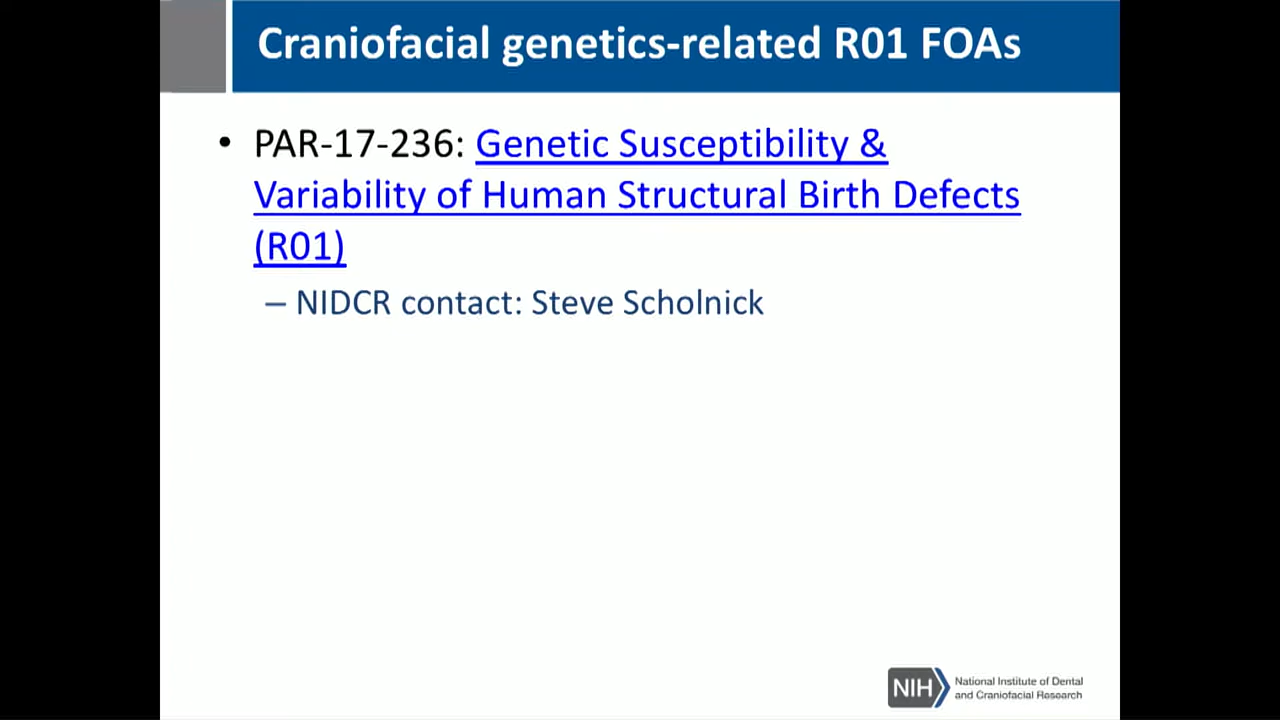 Craniofacial genetics-related R01 FOAs
• PAR-17-236: Genetic Susceptibility &
Variability of Human Structural Birth Defects
(R01)
– NIDCR contact: Steve Scholnick
NIH
National Institute of Dental
and Craniofacial Research